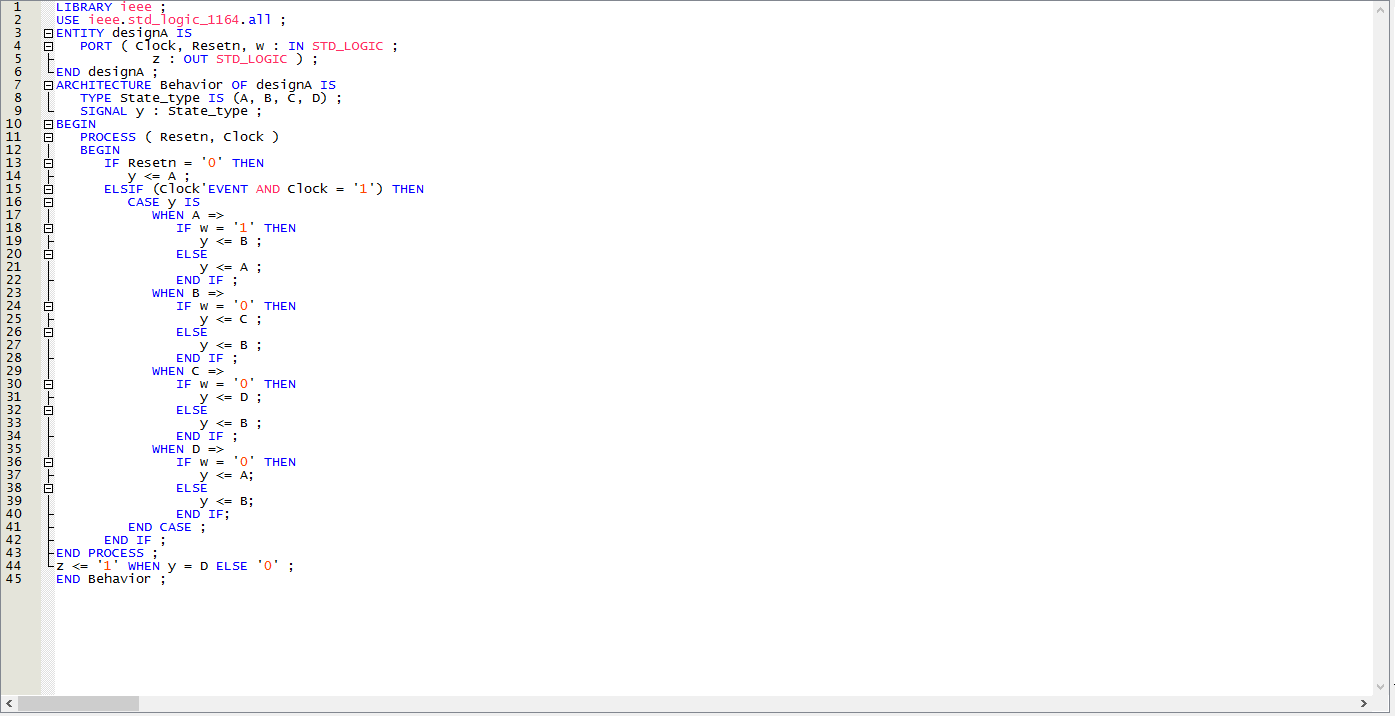 1 LIBRARY ieee ;
2 USE ieee.std_logic_1164.all ;
3 ENTITY designA IS
4 PORT ( Clock, Resetn, w : IN STD_LOGIC ;
5 z : OUT STD_LOGIC ) ;
6 END designA ;
7 ARCHITECTURE Behavior OF designA IS
8 TYPE State_type IS (A, B, C, D) ;
9 SIGNAL y : State_type ;
10 BEGIN
11 PROCESS ( Resetn, Clock )
12 BEGIN
13 IF Resetn = '0' THEN
14 y <= A ;
15 ELSIF (Clock'EVENT AND Clock = '1') THEN
16 CASE y IS
17 WHEN A =>
18 IF w = '1' THEN
19 y <= B ;
20 ELSE
21 y <= A ;
22 END IF ;
23 WHEN B =>
24 IF w = '0' THEN
25 y <= C ;
26 ELSE
27 y <= B ;
28 END IF ;
29 WHEN C =>
30 IF w = '0' THEN
31 y <= D ;
32 ELSE
33 y <= B ;
34 END IF ;
35 WHEN D =>
36 IF w = '0' THEN
37 y <= A;
38 ELSE
39 y <= B;
40 END IF;
41 END CASE ;
42 END IF ;
43 END PROCESS ;
44 z <= '1' WHEN y = D ELSE '0' ;
45 END Behavior ;